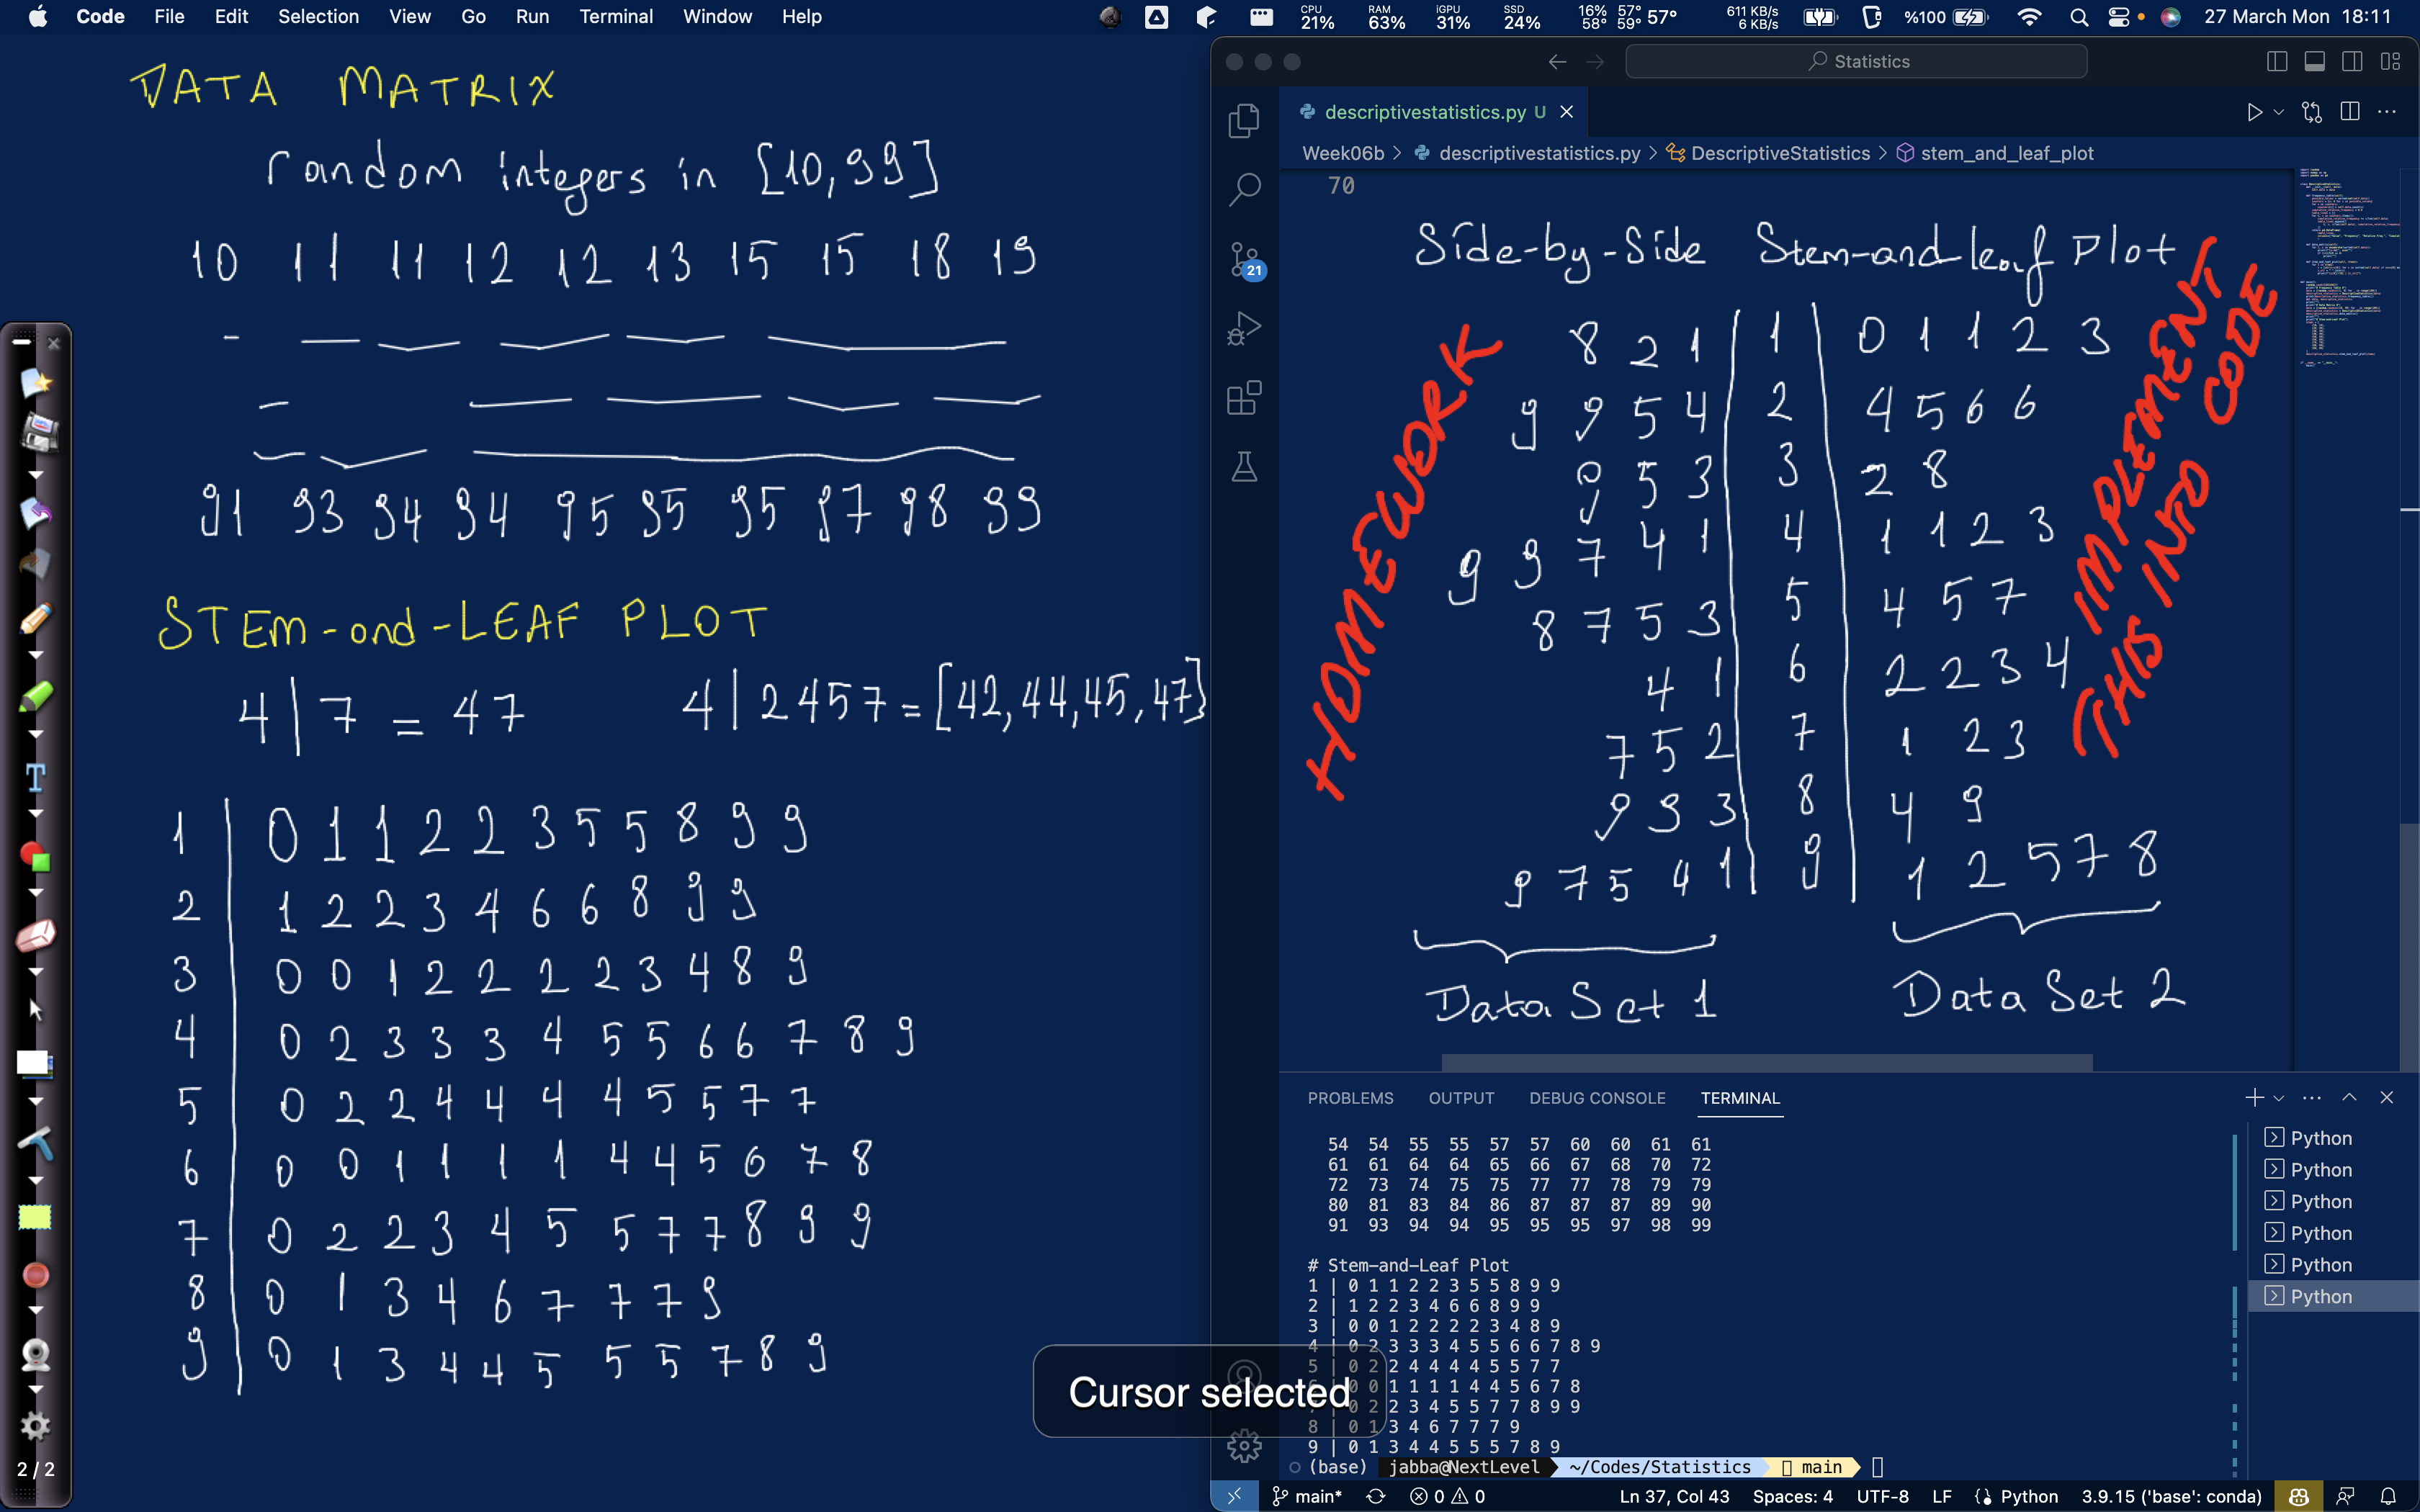 Code File Edit Selection View Go Run Terminal Window Help
CPU 21% RAM 63% iGPU 31% SSD 24% 16% 58° 57° 59° 57° 611 KB/s 6 KB/s %100 27 March Mon 18:11
DATA MATRIX
random integers in [10,99]
10 11 11 12 12 13 15 15 18 19
91 93 94 94 95 95 95 97 98 99
STEM-and-LEAF PLOT
4|7 = 47 4|2457 = [42,44,45,47]
1 | 0 1 1 2 2 3 5 5 8 9 9
2 | 1 2 2 3 4 6 6 8 9 9
3 | 0 0 1 2 2 2 2 3 4 8 9
4 | 0 2 3 3 3 4 5 5 6 6 7 8 9
5 | 0 2 2 4 4 4 4 5 5 7 7
6 | 0 0 1 1 1 1 4 4 5 6 7 8
7 | 0 2 2 3 4 5 5 7 7 8 9 9
8 | 0 1 3 4 6 7 7 7 9
9 | 0 1 3 4 4 5 5 5 7 8 9
2 / 2
Cursor selected
Statistics
descriptivestatistics.py U
Week06b > descriptivestatistics.py > DescriptiveStatistics > stem_and_leaf_plot
70
21
Side-by-Side Stem-and-leaf Plot
8 2 1 | 1 | 0 1 1 2 3
9 9 5 4 | 2 | 4 5 6 6
9 5 3 | 3 | 2 8
9 9 7 4 1 | 4 | 1 1 2 3
8 7 5 3 | 5 | 4 5 7
4 1 | 6 | 2 2 3 4
7 5 2 | 7 | 1 2 3
9 9 3 | 8 | 4 9
9 7 5 4 1 | 9 | 1 2 5 7 8
Data Set 1 Data Set 2
HOMEWORK
IMPLEMENT
THIS INTO
CODE
PROBLEMS OUTPUT DEBUG CONSOLE TERMINAL
54 54 55 55 57 57 60 60 61 61
61 61 64 64 65 66 67 68 70 72
72 73 74 75 75 77 77 78 79 79
80 81 83 84 86 87 87 87 89 90
91 93 94 94 95 95 95 97 98 99
# Stem-and-Leaf Plot
1 | 0 1 1 2 2 3 5 5 8 9 9
2 | 1 2 2 3 4 6 6 8 9 9
3 | 0 0 1 2 2 2 2 3 4 8 9
4 | 0 2 3 3 3 4 5 5 6 6 7 8 9
5 | 0 2 2 4 4 4 4 5 5 7 7
| 0 0 1 1 1 1 4 4 5 6 7 8
| 0 2 2 3 4 5 5 7 7 8 9 9
8 | 0 1 3 4 6 7 7 7 9
9 | 0 1 3 4 4 5 5 5 7 8 9
(base) jabba@NextLevel ~/Codes/Statistics main
Python
Python
Python
Python
Python
Python
main* 0 0 Ln 37, Col 43 Spaces: 4 UTF-8 LF Python 3.9.15 ('base': conda)